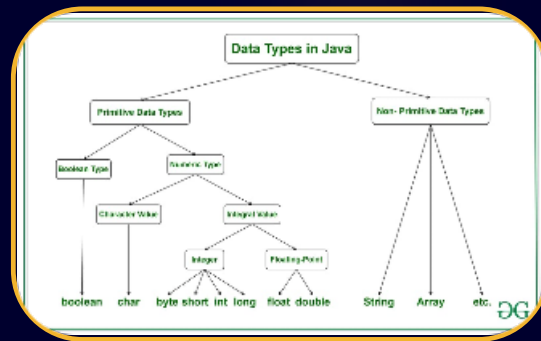 Data Types in Java
Primitive Data Types
Non- Primitive Data Types
Boolean Type
Numeric Type
Character Value
Integral Value
Integer
Floating-Point
boolean char byte short int long float double String Array etc.